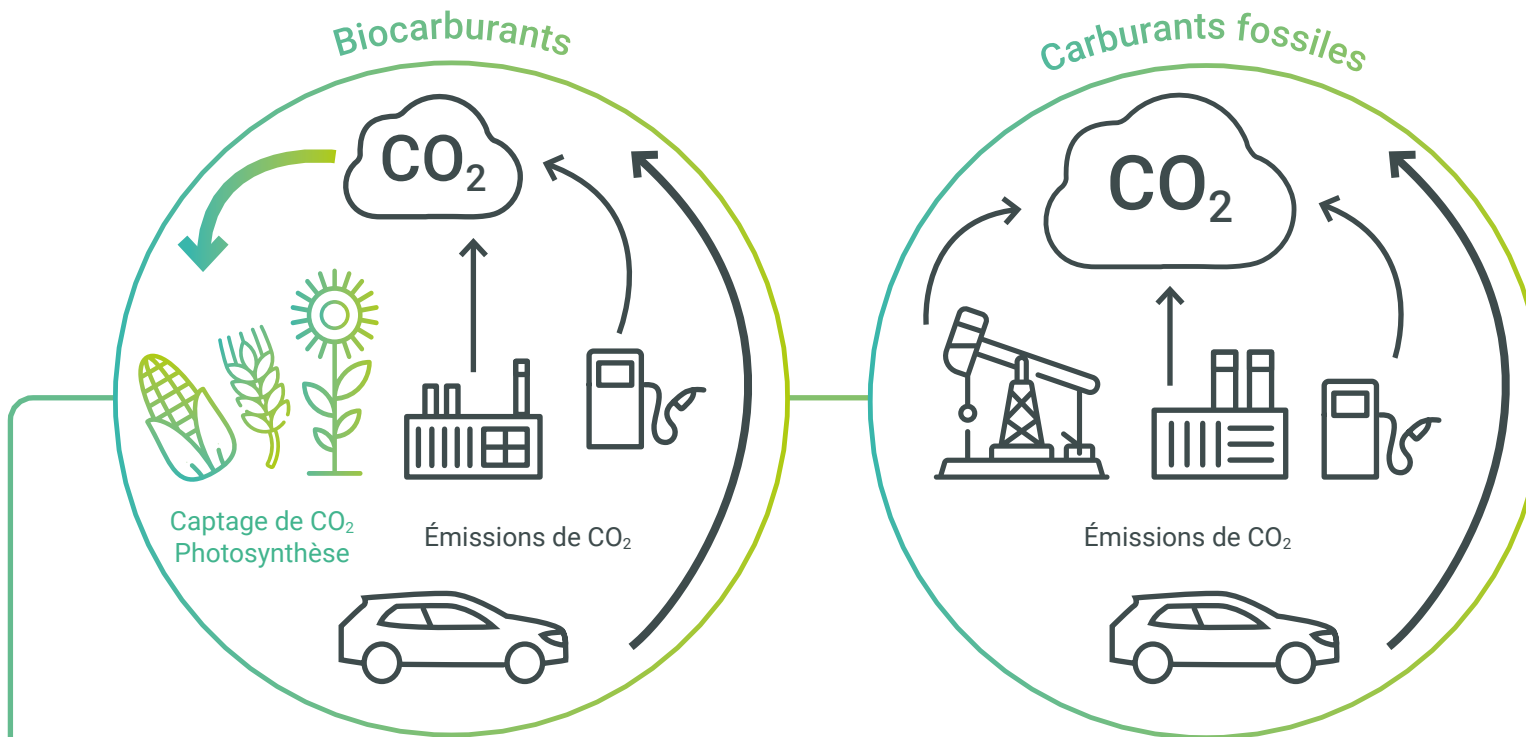 Biocarburants
CO₂
Captage de CO₂
Photosynthèse
Émissions de CO₂
Carburants fossiles
CO₂
Émissions de CO₂